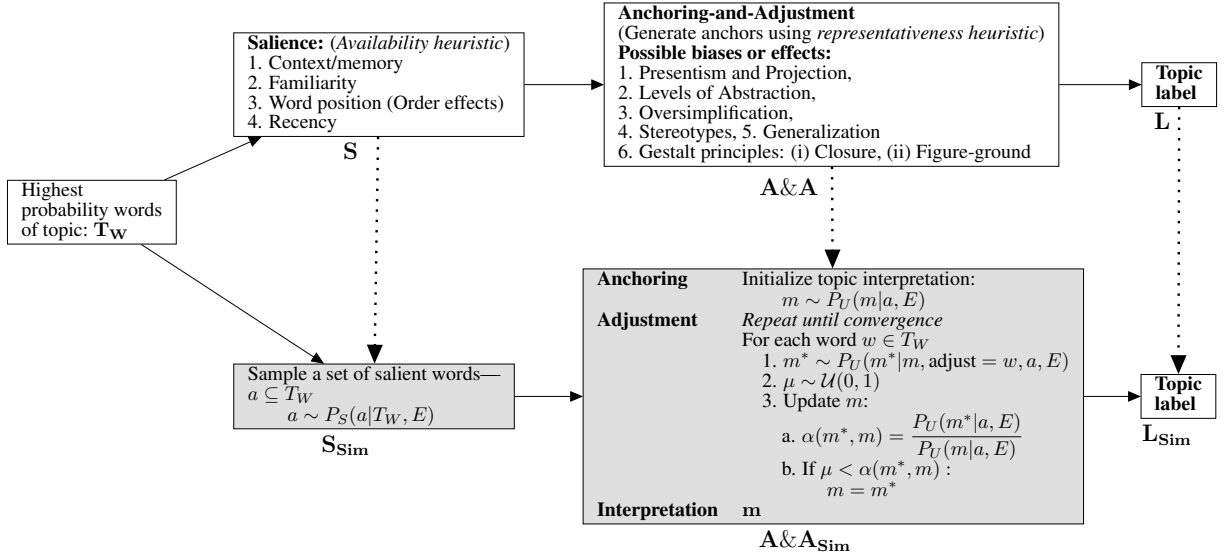 Salience: (Availability heuristic)
1. Context/memory
2. Familiarity
3. Word position (Order effects)
4. Recency
S
Anchoring-and-Adjustment
(Generate anchors using representativeness heuristic)
Possible biases or effects:
1. Presentism and Projection,
2. Levels of Abstraction,
3. Oversimplification,
4. Stereotypes, 5. Generalization
6. Gestalt principles: (i) Closure, (ii) Figure-ground
A&A
Topic
label
L
Highest
probability words
of topic: T_W
Sample a set of salient words—
a ⊆ T_W
a ∼ P_S(a|T_W, E)
S_Sim
Anchoring Initialize topic interpretation:
m ∼ P_U(m|a, E)
Adjustment Repeat until convergence
For each word w ∈ T_W
1. m* ∼ P_U(m*|m, adjust = w, a, E)
2. μ ∼ 𝒰(0, 1)
3. Update m:
a. α(m*, m) = P_U(m*|a, E) / P_U(m|a, E)
b. If μ < α(m*, m) :
m = m*
Interpretation m
A&A_Sim
Topic
label
L_Sim